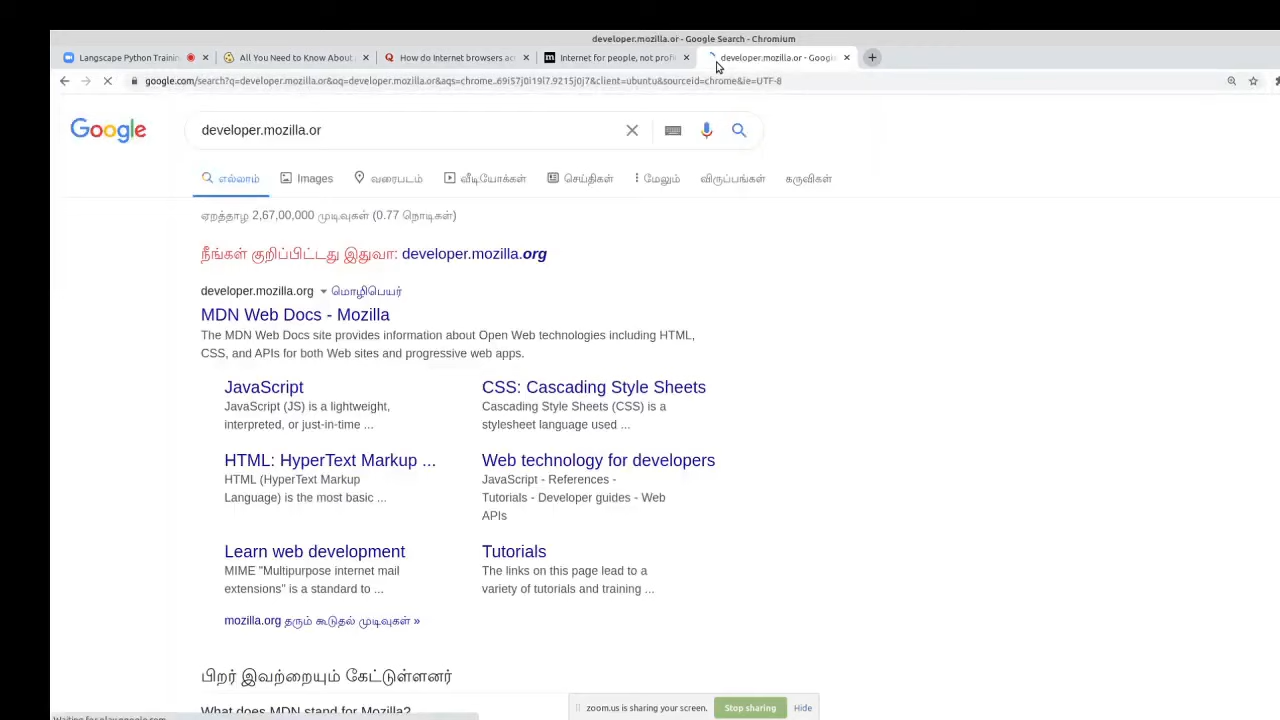 developer.mozilla.or - Google Search - Chromium
Langscape Python Trainin
All You Need to Know About
How do Internet browsers ac
Internet for people, not prof
developer.mozilla.or - Googl
google.com/search?q=developer.mozilla.or&oq=developer.mozilla.or&aqs=chrome..69i57j0i19l7.9215j0j7&client=ubuntu&sourceid=chrome&ie=UTF-8
Google
developer.mozilla.or
எல்லாம் Images வரைபடம் வீடியோக்கள் செய்திகள் மேலும் விருப்பங்கள் கருவிகள்
ஏறத்தாழ 2,67,00,000 முடிவுகள் (0.77 நொடிகள்)
நீங்கள் குறிப்பிட்டது இதுவா: developer.mozilla.org
developer.mozilla.org மொழிபெயர்
MDN Web Docs - Mozilla
The MDN Web Docs site provides information about Open Web technologies including HTML,
CSS, and APIs for both Web sites and progressive web apps.
JavaScript
JavaScript (JS) is a lightweight,
interpreted, or just-in-time ...
CSS: Cascading Style Sheets
Cascading Style Sheets (CSS) is a
stylesheet language used ...
HTML: HyperText Markup ...
HTML (HyperText Markup
Language) is the most basic ...
Web technology for developers
JavaScript - References -
Tutorials - Developer guides - Web
APIs
Learn web development
MIME "Multipurpose internet mail
extensions" is a standard to ...
Tutorials
The links on this page lead to a
variety of tutorials and training ...
mozilla.org தரும் கூடுதல் முடிவுகள் »
பிறர் இவற்றையும் கேட்டுள்ளனர்
What does MDN stand for Mozilla?
zoom.us is sharing your screen. Stop sharing Hide
Waiting for play.google.com